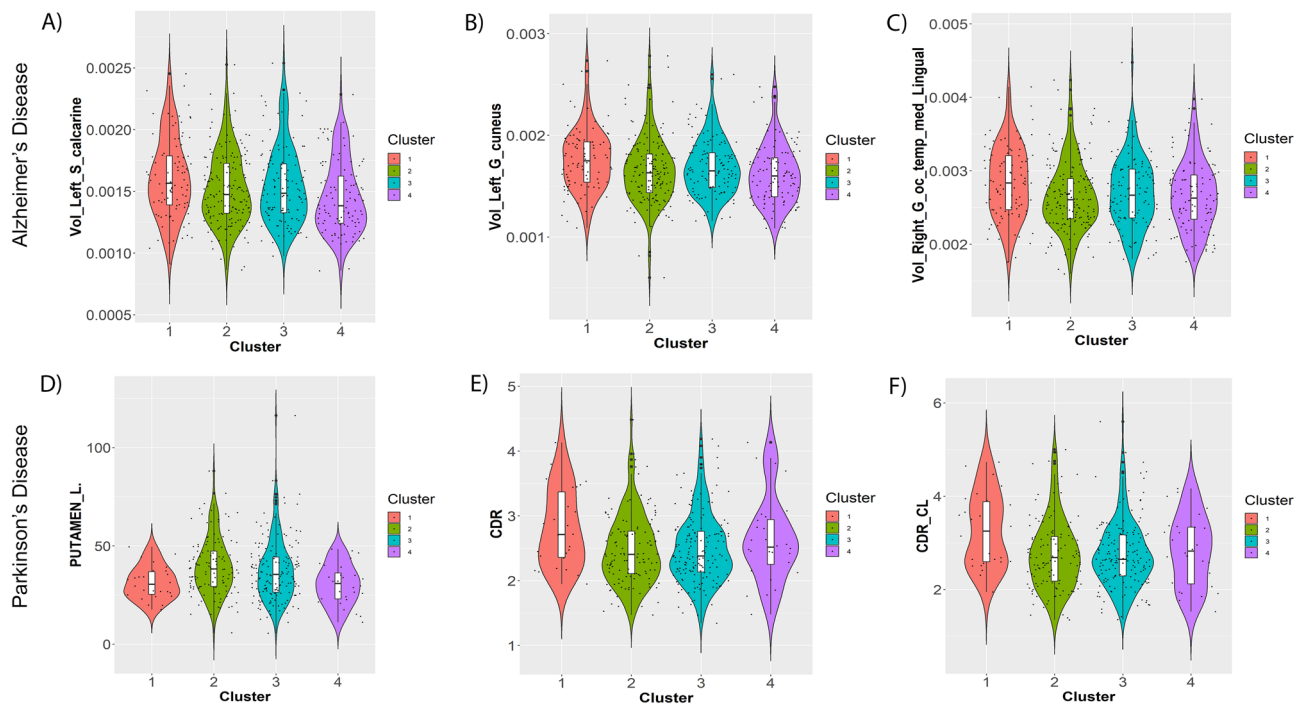 A)
Alzheimer's Disease
Vol_Left_S_calcarine
0.0025
0.0020
0.0015
0.0010
0.0005
1 2 3 4
Cluster
Cluster
1
2
3
4
B)
Vol_Left_G_cuneus
0.003
0.002
0.001
1 2 3 4
Cluster
Cluster
1
2
3
4
C)
Vol_Right_G_oc_temp_med_Lingual
0.005
0.004
0.003
0.002
1 2 3 4
Cluster
Cluster
1
2
3
4
D)
Parkinson's Disease
PUTAMEN_L.
100
50
0
1 2 3 4
Cluster
Cluster
1
2
3
4
E)
CDR
5
4
3
2
1
1 2 3 4
Cluster
Cluster
1
2
3
4
F)
CDR_CL
6
4
2
1 2 3 4
Cluster
Cluster
1
2
3
4